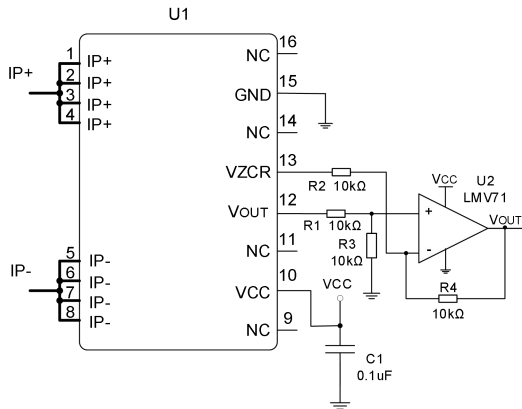 U1
IP+
1 IP+
2 IP+
3 IP+
4 IP+
IP-
5 IP-
6 IP-
7 IP-
8 IP-
NC 16
GND 15
NC 14
VZCR 13
VOUT 12
NC 11
VCC 10
NC 9
R2 10kΩ
R1 10kΩ
R3
10kΩ
VCC
U2
LMV71
+
-
VOUT
R4
10kΩ
VCC
C1
0.1uF